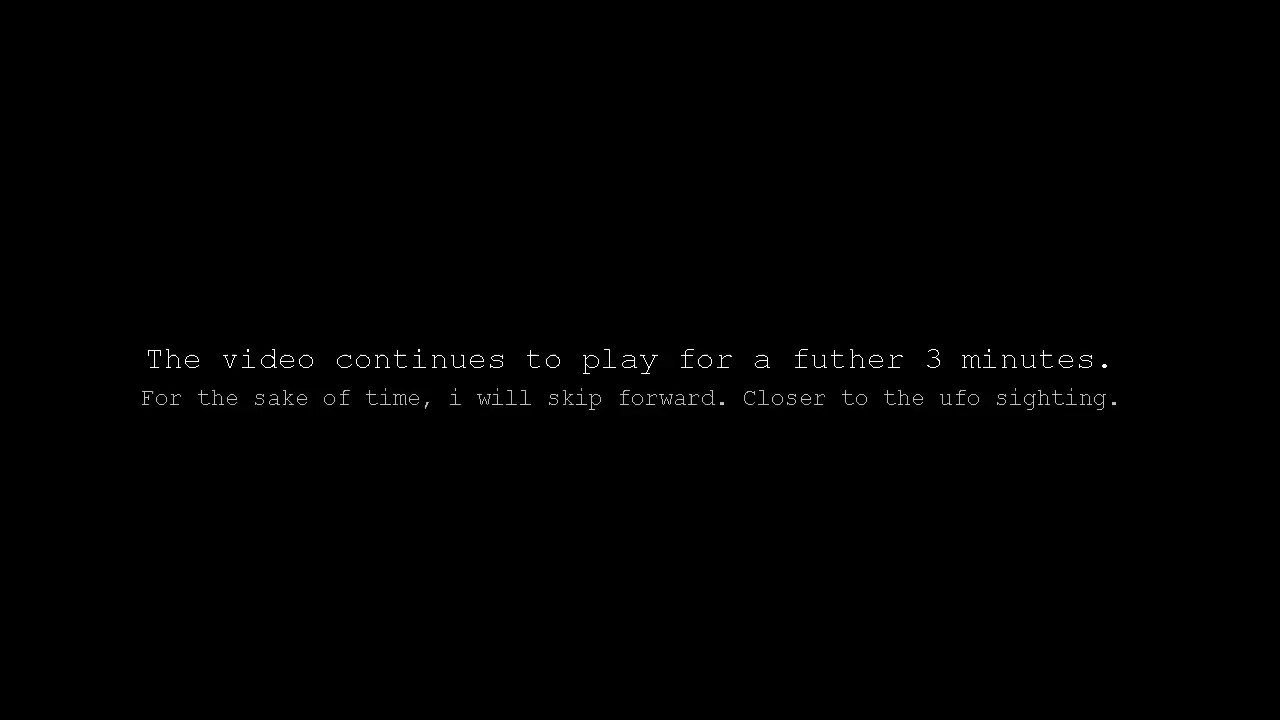 The video continues to play for a futher 3 minutes.
For the sake of time, i will skip forward. Closer to the ufo sighting.